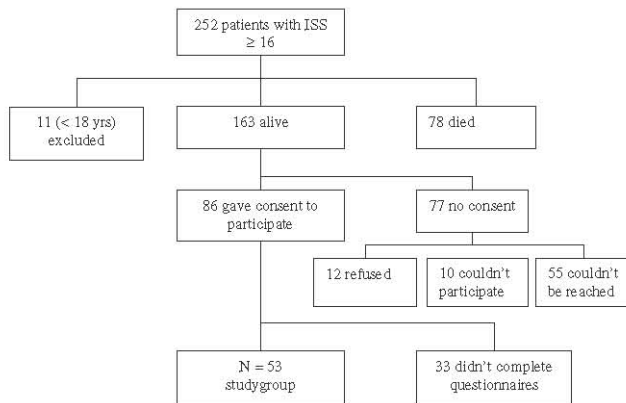 252 patients with ISS
≥ 16
11 (< 18 yrs)
excluded
163 alive
78 died
86 gave consent to
participate
77 no consent
12 refused
10 couldn't
participate
55 couldn't
be reached
N = 53
studygroup
33 didn't complete
questionnaires